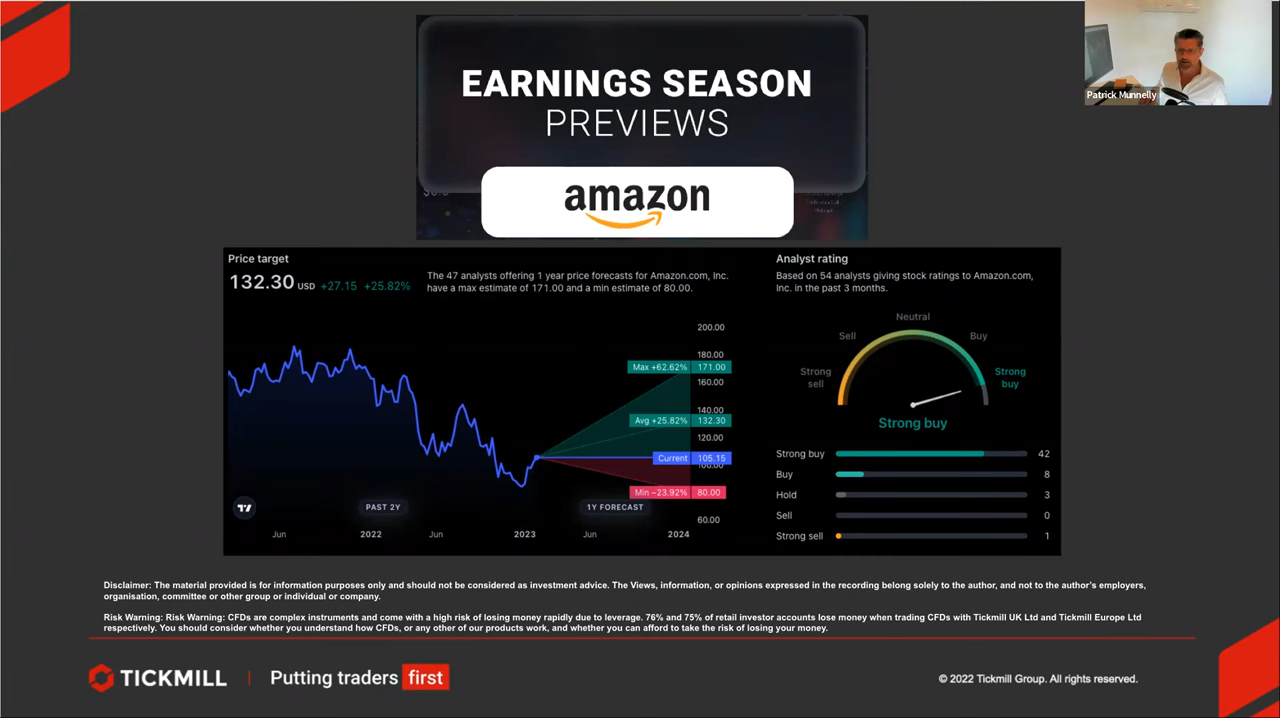 EARNINGS SEASON
PREVIEWS
Patrick Munnelly
amazon
Price target
132.30 USD +27.15 +25.82%
The 47 analysts offering 1 year price forecasts for Amazon.com, Inc.
have a max estimate of 171.00 and a min estimate of 80.00.
200.00
180.00
Max +62.62% 171.00
160.00
140.00
Avg +25.82% 132.30
120.00
Current 105.15
100.00
Min −23.92% 80.00
60.00
PAST 2Y
1Y FORECAST
Jun
2022
Jun
2023
Jun
2024
Analyst rating
Based on 54 analysts giving stock ratings to Amazon.com,
Inc. in the past 3 months.
Neutral
Sell
Buy
Strong
sell
Strong
buy
Strong buy
Strong buy 42
Buy 8
Hold 3
Sell 0
Strong sell 1
Disclaimer: The material provided is for information purposes only and should not be considered as investment advice. The Views, information, or opinions expressed in the recording belong solely to the author, and not to the author's employers,
organisation, committee or other group or individual or company.
Risk Warning: Risk Warning: CFDs are complex instruments and come with a high risk of losing money rapidly due to leverage. 76% and 75% of retail investor accounts lose money when trading CFDs with Tickmill UK Ltd and Tickmill Europe Ltd
respectively. You should consider whether you understand how CFDs, or any other of our products work, and whether you can afford to take the risk of losing your money.
TICKMILL
Putting traders first
© 2022 Tickmill Group. All rights reserved.